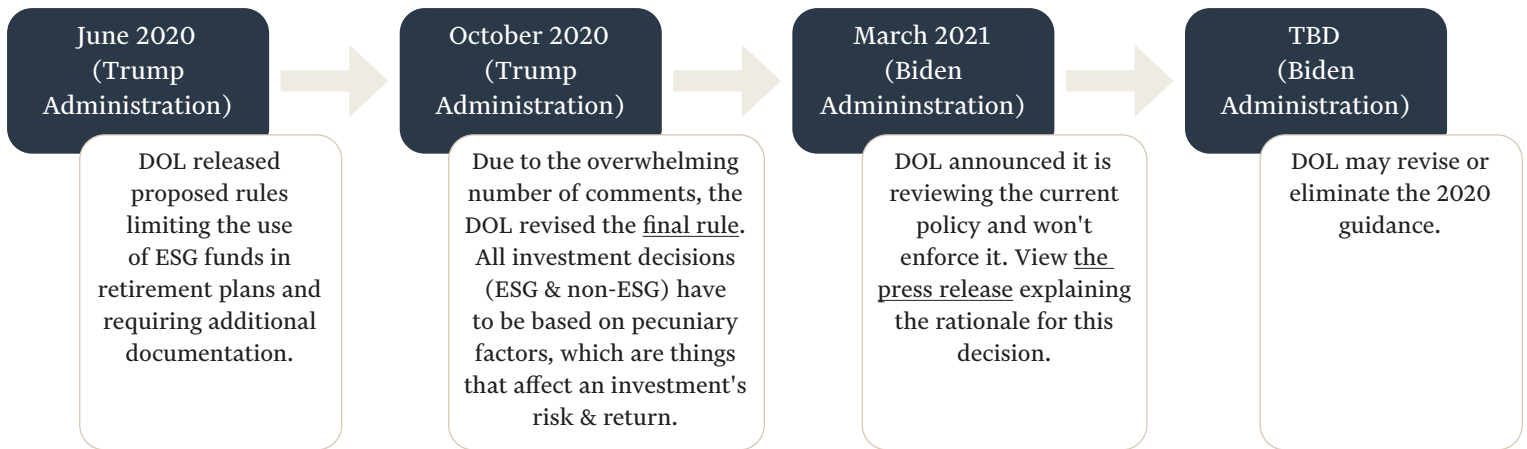 June 2020
(Trump
Administration)
DOL released
proposed rules
limiting the use
of ESG funds in
retirement plans and
requiring additional
documentation.
October 2020
(Trump
Administration)
Due to the overwhelming
number of comments, the
DOL revised the final rule.
All investment decisions
(ESG & non-ESG) have
to be based on pecuniary
factors, which are things
that affect an investment's
risk & return.
March 2021
(Biden
Admininstration)
DOL announced it is
reviewing the current
policy and won't
enforce it. View the
press release explaining
the rationale for this
decision.
TBD
(Biden
Administration)
DOL may revise or
eliminate the 2020
guidance.